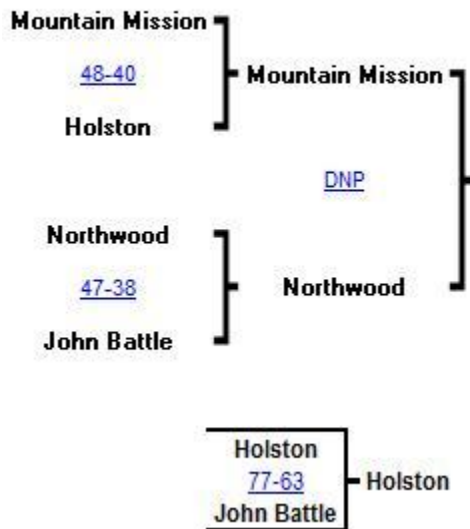 Mountain Mission
48-40
Mountain Mission
Holston
DNP
Northwood
47-38
Northwood
John Battle
Holston
77-63
Holston
John Battle